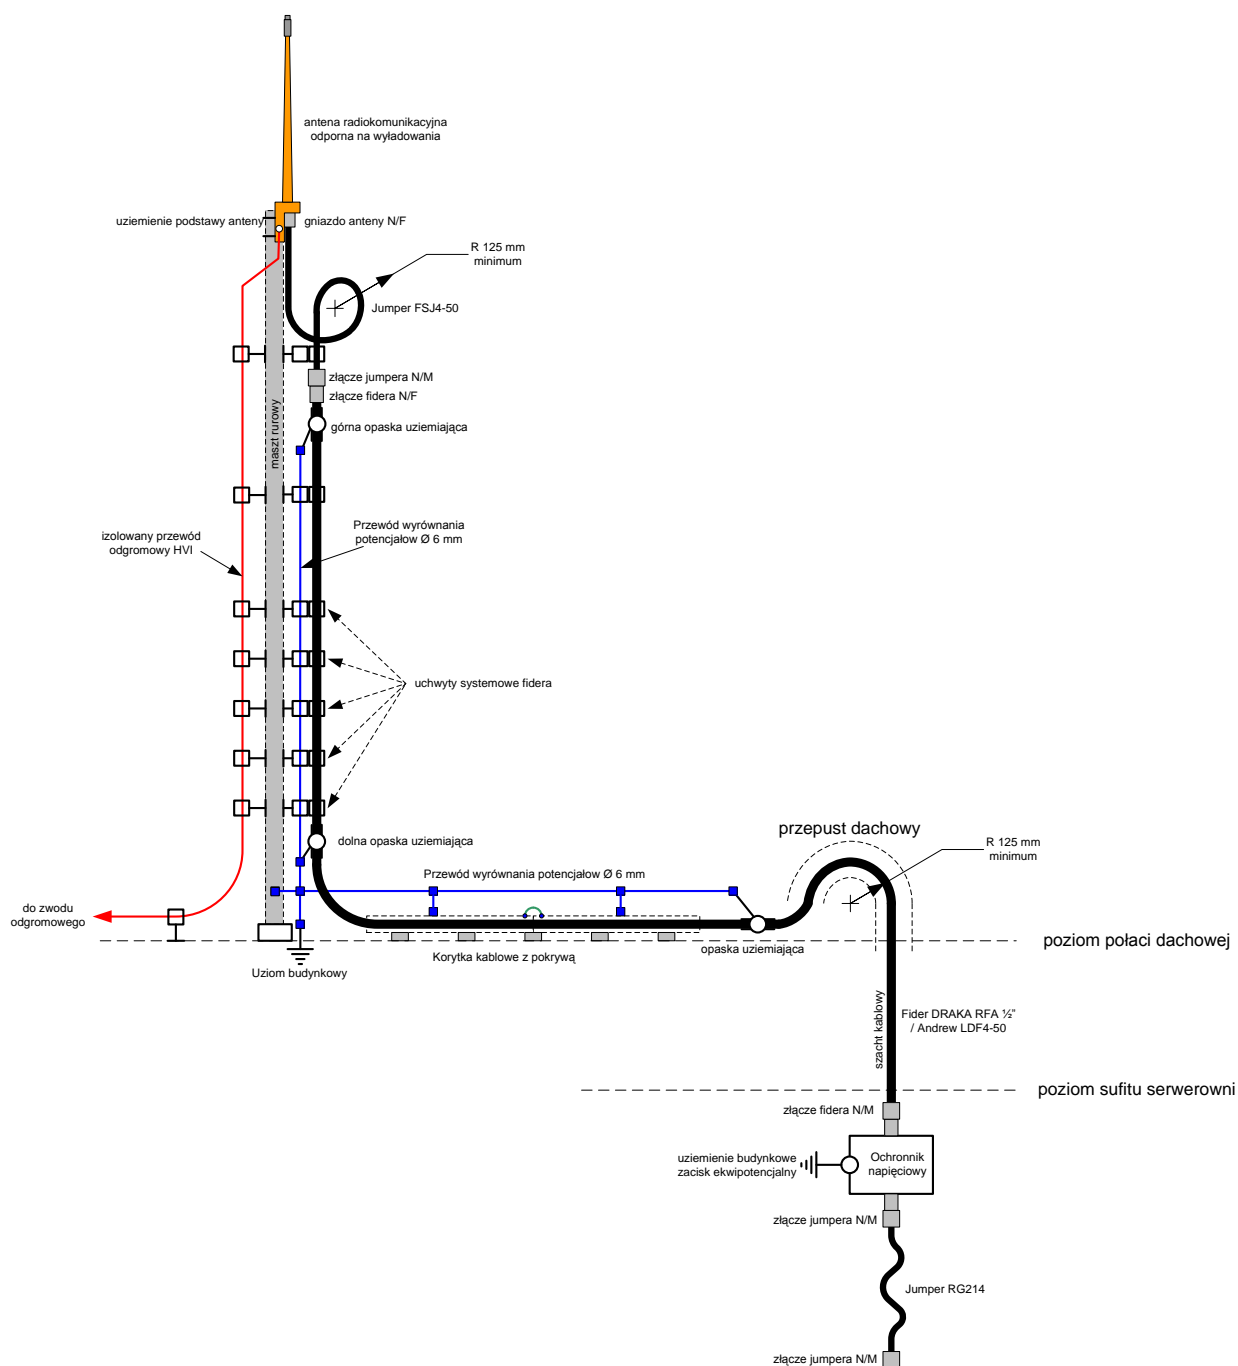 antena radiokomunikacyjna
odporna na wyładowania
uziemienie podstawy anteny
gniazdo anteny N/F
R 125 mm
minimum
Jumper FSJ4-50
złącze jumpera N/M
złącze fidera N/F
górna opaska uziemiająca
maszt rurowy
izolowany przewód
odgromowy HVI
Przewód wyrównania
potencjałów Ø 6 mm
uchwyty systemowe fidera
dolna opaska uziemiająca
przepust dachowy
R 125 mm
minimum
Przewód wyrównania potencjałów Ø 6 mm
do zwodu
odgromowego
poziom połaci dachowej
opaska uziemiająca
Korytka kablowe z pokrywą
Uziom budynkowy
szacht kablowy
Fider DRAKA RFA ½"
/ Andrew LDF4-50
poziom sufitu serwerowni
złącze fidera N/M
uziemienie budynkowe
zacisk ekwipotencjalny
Ochronnik
napięciowy
złącze jumpera N/M
Jumper RG214
złącze jumpera N/M